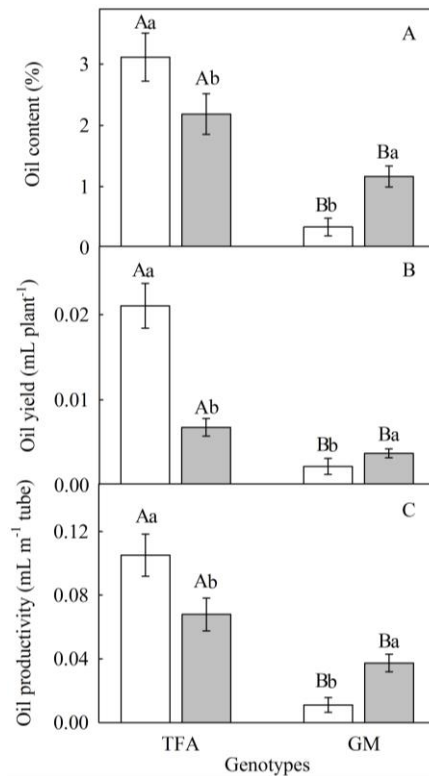 Aa
A
3
Ab
Oil content (%)
2
Ba
1
Bb
0
Aa
B
0.02
Oil yield (mL plant⁻¹)
0.01
Ab
Bb
Ba
0.00
Aa
C
0.12
Ab
Oil productivity (mL m⁻¹ tube)
0.08
Ba
0.04
Bb
0.00
TFA GM
Genotypes